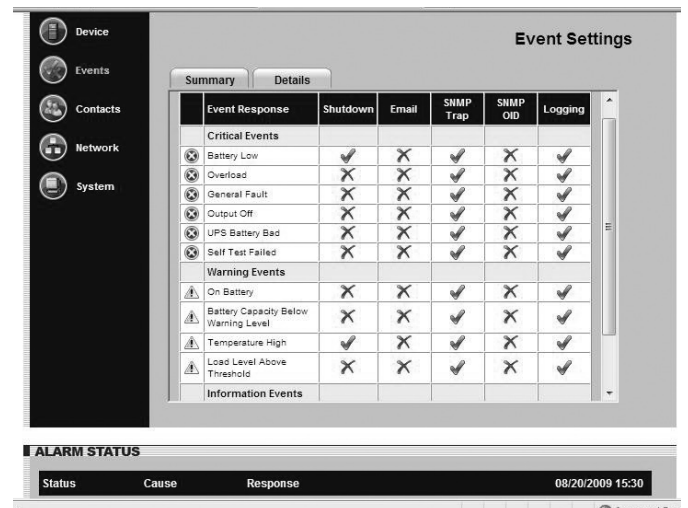 Device
Events
Contacts
Network
System
Event Settings
Summary Details
Event Response Shutdown Email SNMP Trap SNMP OID Logging
Critical Events
Battery Low
Overload
General Fault
Output Off
UPS Battery Bad
Self Test Failed
Warning Events
On Battery
Battery Capacity Below
Warning Level
Temperature High
Load Level Above
Threshold
Information Events
ALARM STATUS
Status Cause Response 08/20/2009 15:30